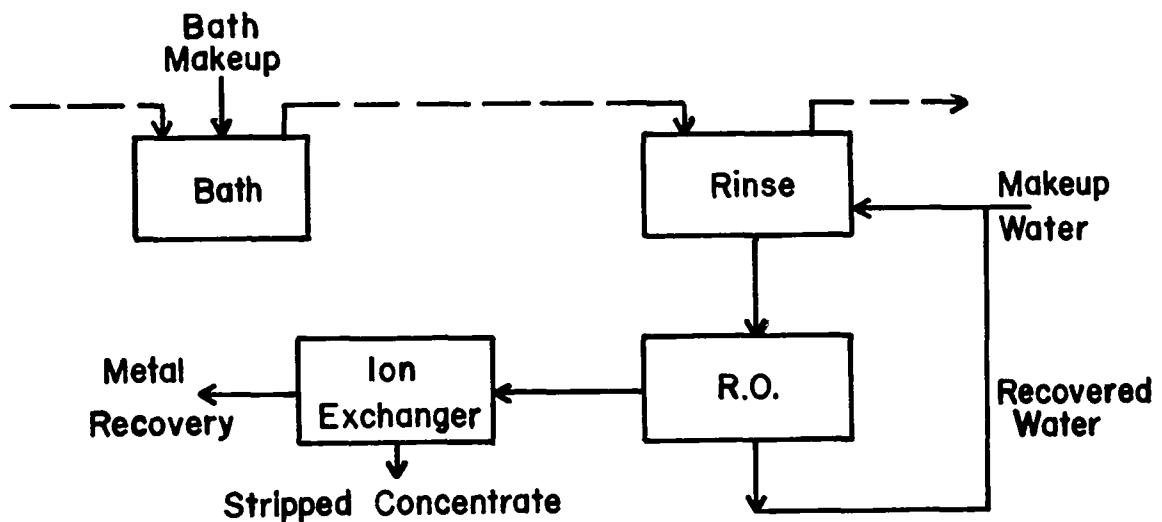 Bath
Makeup
Bath
Rinse
Makeup
Water
Metal
Recovery
Ion
Exchanger
R.O.
Recovered
Water
Stripped Concentrate